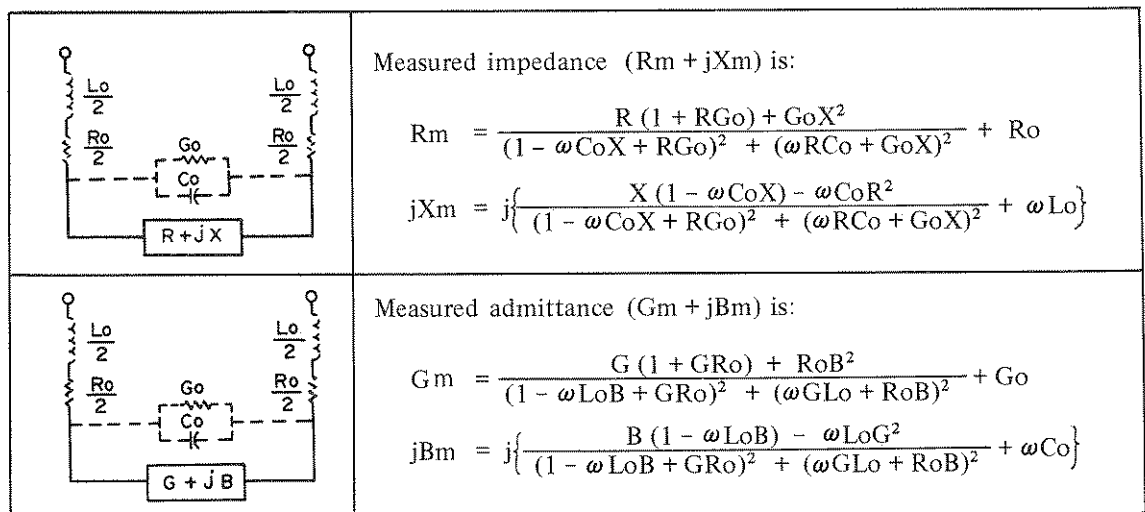 Lo/2
Lo/2
Ro/2
Go
Ro/2
Co
R + jX
Measured impedance (Rm + jXm) is:
Rm = R (1 + RGo) + GoX² / (1 - ωCoX + RGo)² + (ωRCo + GoX)² + Ro
jXm = j{ X (1 - ωCoX) - ωCoR² / (1 - ωCoX + RGo)² + (ωRCo + GoX)² + ωLo}
Lo/2
Lo/2
Ro/2
Go
Ro/2
Co
G + jB
Measured admittance (Gm + jBm) is:
Gm = G (1 + GRo) + RoB² / (1 - ωLoB + GRo)² + (ωGLo + RoB)² + Go
jBm = j{ B (1 - ωLoB) - ωLoG² / (1 - ωLoB + GRo)² + (ωGLo + RoB)² + ωCo}